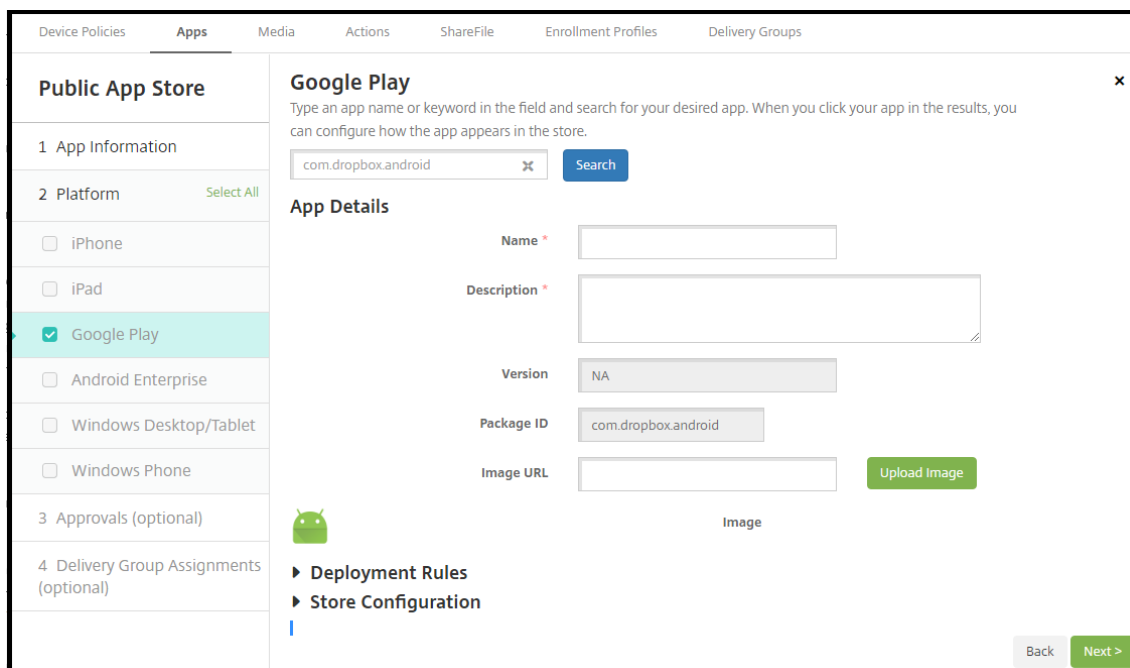 Device Policies Apps Media Actions ShareFile Enrollment Profiles Delivery Groups
Public App Store
1 App Information
2 Platform Select All
iPhone
iPad
Google Play
Android Enterprise
Windows Desktop/Tablet
Windows Phone
3 Approvals (optional)
4 Delivery Group Assignments
(optional)
Google Play
Type an app name or keyword in the field and search for your desired app. When you click your app in the results, you
can configure how the app appears in the store.
com.dropbox.android Search
App Details
Name *
Description *
Version NA
Package ID com.dropbox.android
Image URL Upload Image
Image
Deployment Rules
Store Configuration
Back Next >